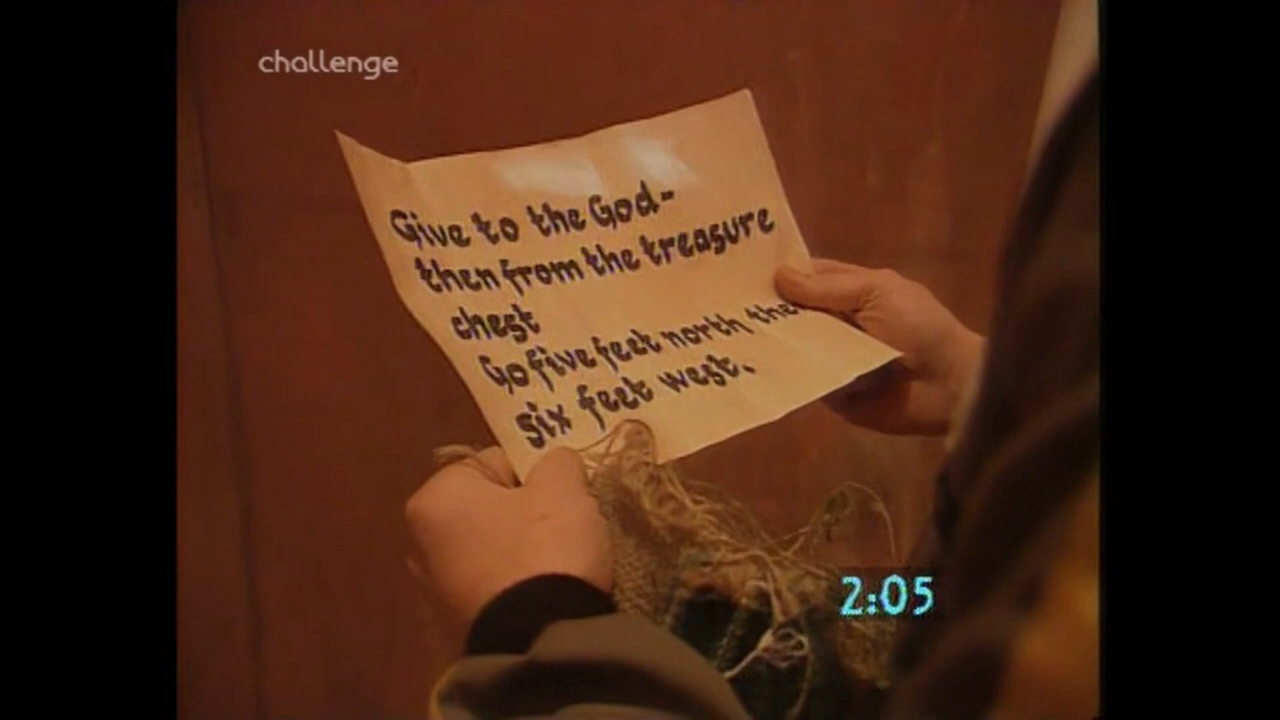 challenge
Give to the God-
then from the treasure
chest
Go five feet north the
six feet west.
2:05